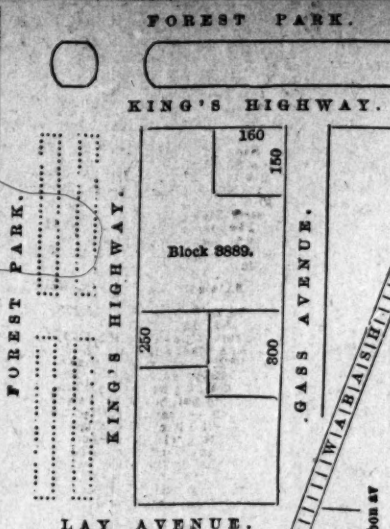 FOREST PARK.
KING'S HIGHWAY.
160
150
FOREST PARK.
KING'S HIGHWAY.
Block 3889.
GASS AVENUE.
250
300
WABASH
LAY AVENUE.